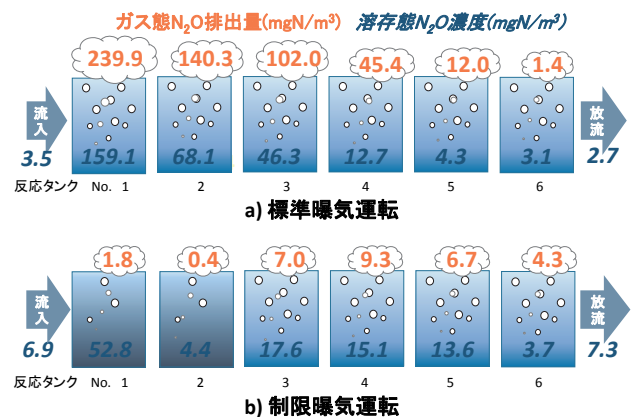 ガス態N₂O排出量(mgN/m³) 溶存態N₂O濃度(mgN/m³)
239.9 140.3 102.0 45.4 12.0 1.4
流入 放流
3.5 159.1 68.1 46.3 12.7 4.3 3.1 2.7
反応タンク No. 1 2 3 4 5 6
a) 標準曝気運転
1.8 0.4 7.0 9.3 6.7 4.3
流入 放流
6.9 52.8 4.4 17.6 15.1 13.6 3.7 7.3
反応タンク No. 1 2 3 4 5 6
b) 制限曝気運転